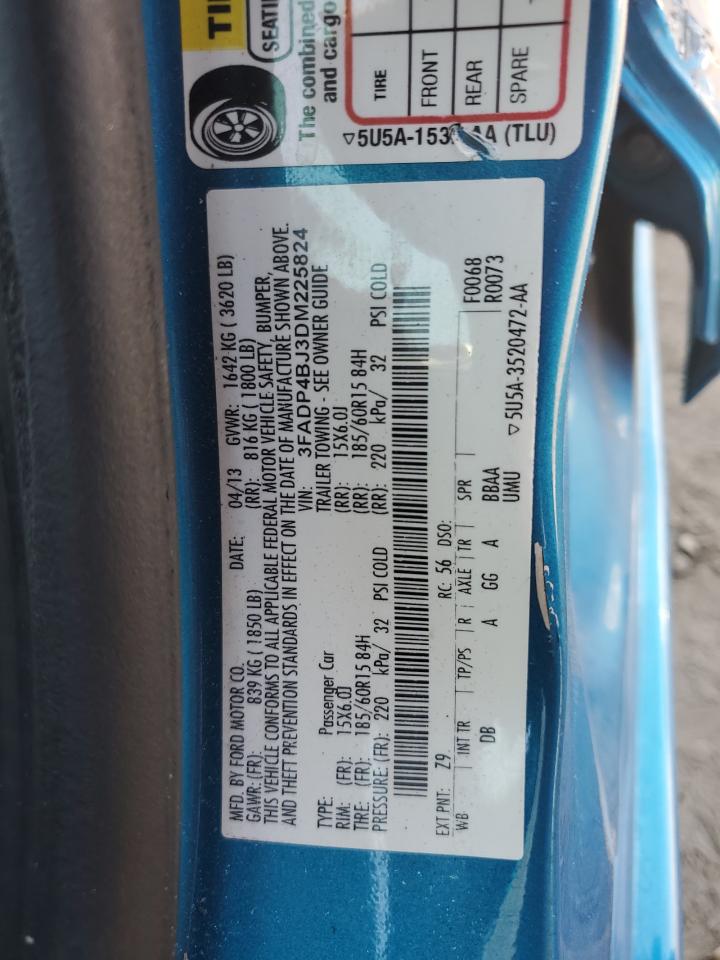 TI
SEATI
The combined
and cargo
TIRE
FRONT
REAR
SPARE
▽5U5A-153 AA (TLU)
MFD. BY FORD MOTOR CO. DATE: 04/13 GVWR: 1642 KG ( 3620 LB)
GAWR: (FR): 839 KG ( 1850 LB) (RR): 816 KG ( 1800 LB)
THIS VEHICLE CONFORMS TO ALL APPLICABLE FEDERAL MOTOR VEHICLE SAFETY, BUMPER,
AND THEFT PREVENTION STANDARDS IN EFFECT ON THE DATE OF MANUFACTURE SHOWN ABOVE.
VIN: 3FADP4BJ3DM225824
TYPE: Passenger Car TRAILER TOWING - SEE OWNER GUIDE
RIM: (FR): 15X6.0J (RR): 15X6.0J
TIRE: (FR): 185/60R15 84H (RR): 185/60R15 84H
PRESSURE: (FR): 220 kPa/ 32 PSI COLD (RR): 220 kPa/ 32 PSI COLD
EXT PNT: Z9 RC: 56 DSO: F0068
WB INT TR TP/PS R AXLE TR SPR R0073
DB A GG A BBAA
UMU
▽5U5A-3520472-AA